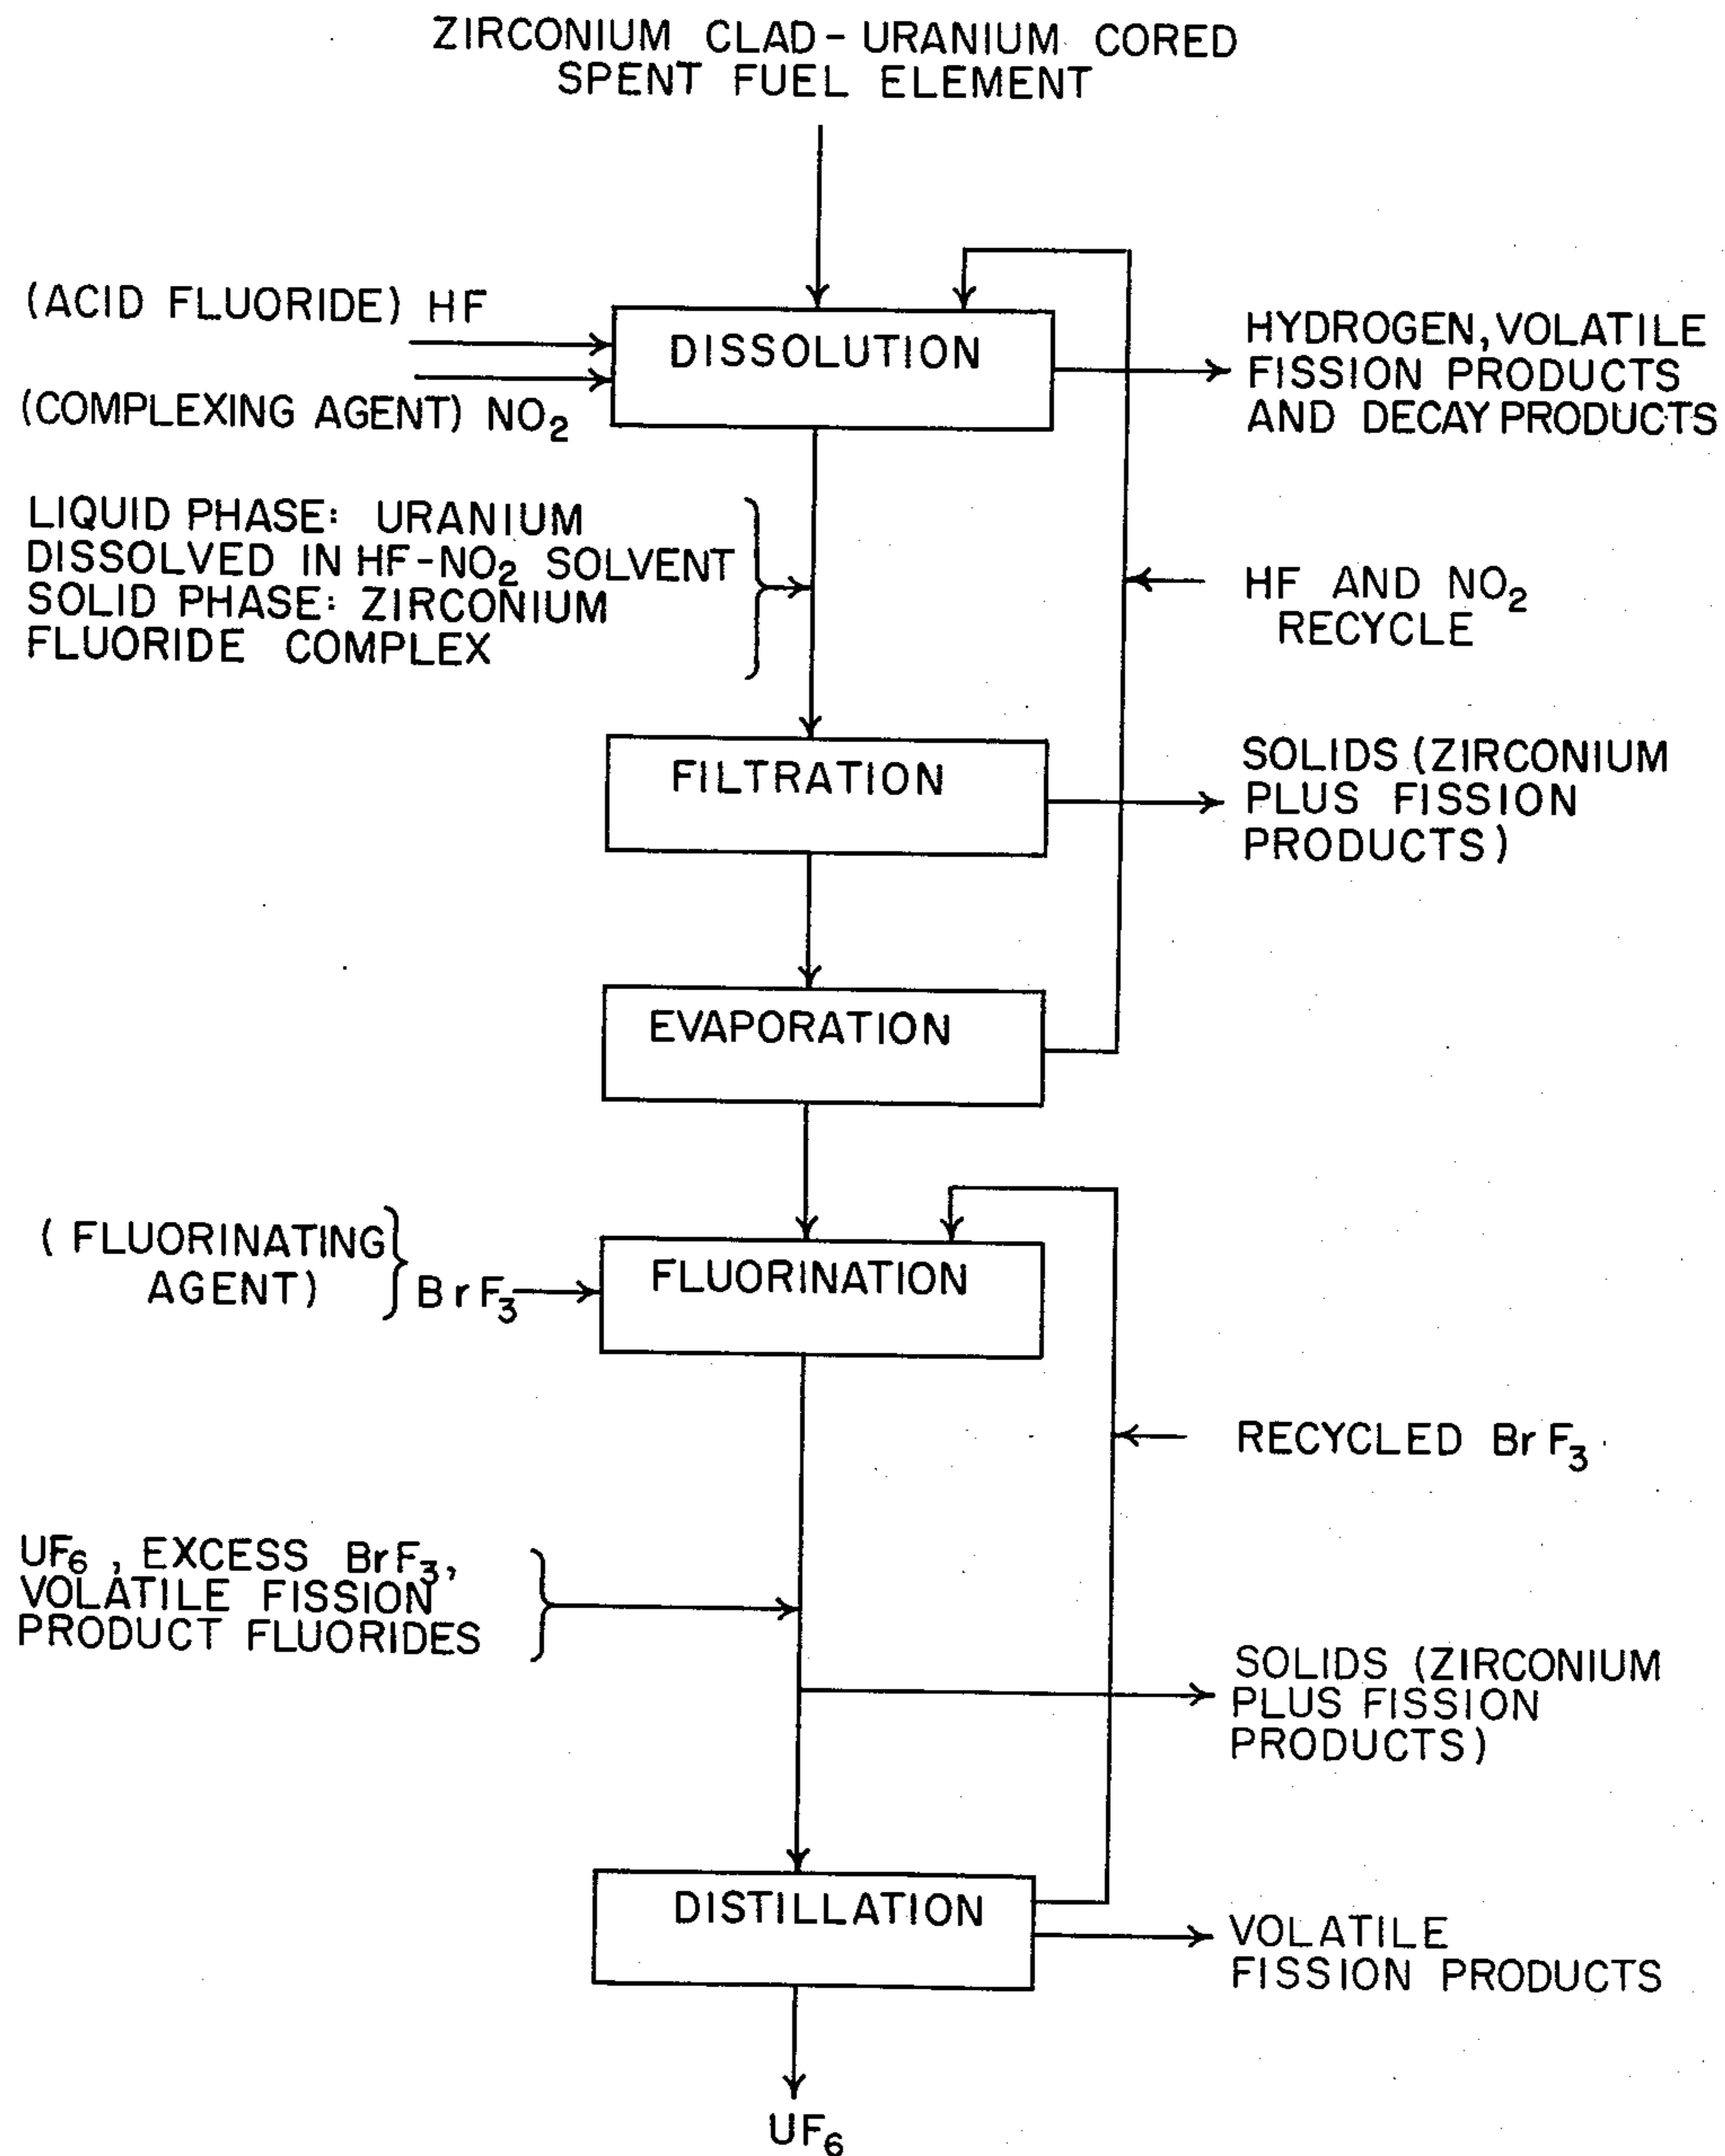 ZIRCONIUM CLAD-URANIUM CORED
SPENT FUEL ELEMENT
(ACID FLUORIDE) HF
(COMPLEXING AGENT) NO₂
DISSOLUTION
HYDROGEN, VOLATILE
FISSION PRODUCTS
AND DECAY PRODUCTS
LIQUID PHASE: URANIUM
DISSOLVED IN HF-NO₂ SOLVENT
SOLID PHASE: ZIRCONIUM
FLUORIDE COMPLEX
HF AND NO₂
RECYCLE
FILTRATION
SOLIDS (ZIRCONIUM
PLUS FISSION
PRODUCTS)
EVAPORATION
(FLUORINATING
AGENT)
BrF₃
FLUORINATION
RECYCLED BrF₃
UF₆, EXCESS BrF₃,
VOLATILE FISSION
PRODUCT FLUORIDES
SOLIDS (ZIRCONIUM
PLUS FISSION
PRODUCTS)
DISTILLATION
VOLATILE
FISSION PRODUCTS
UF₆